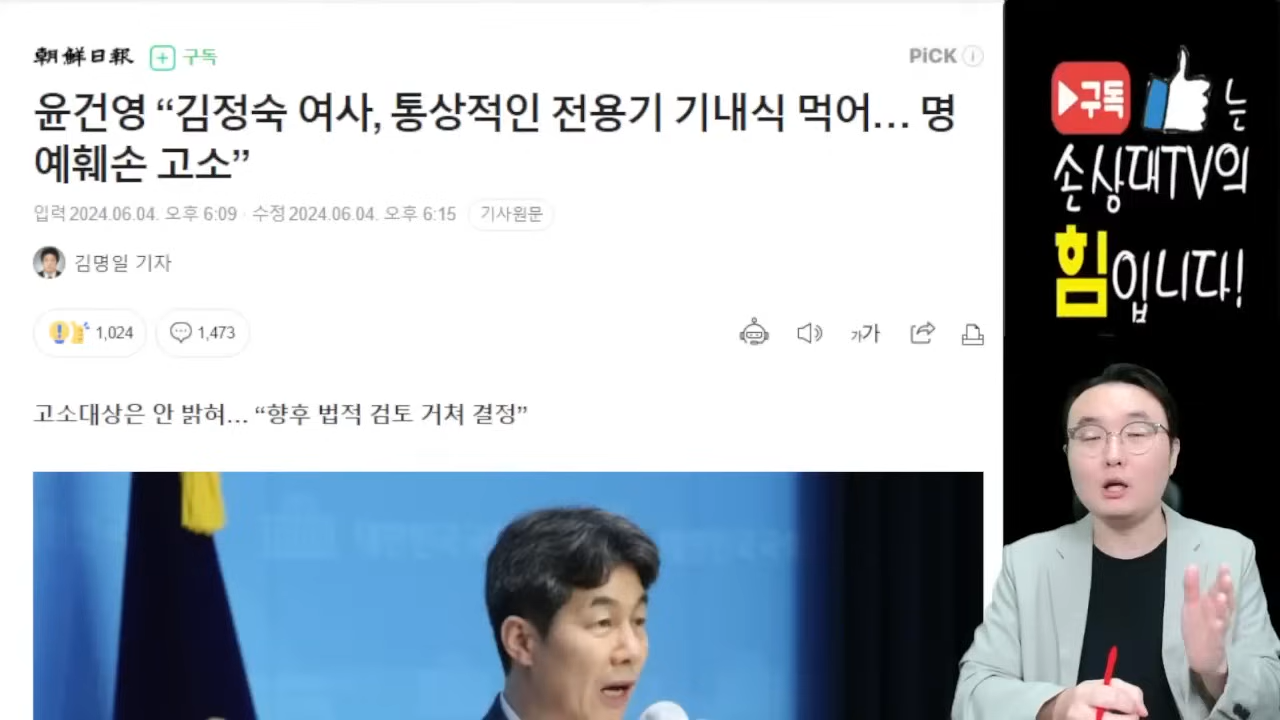 朝鮮日報 구독
PiCK
윤건영 “김정숙 여사, 통상적인 전용기 기내식 먹어… 명
예훼손 고소”
입력 2024.06.04. 오후 6:09 · 수정 2024.06.04. 오후 6:15 기사원문
김명일 기자
1,024 1,473
가가
고소대상은 안 밝혀… “향후 법적 검토 거쳐 결정”
구독 는
손상대TV의
힘입니다!